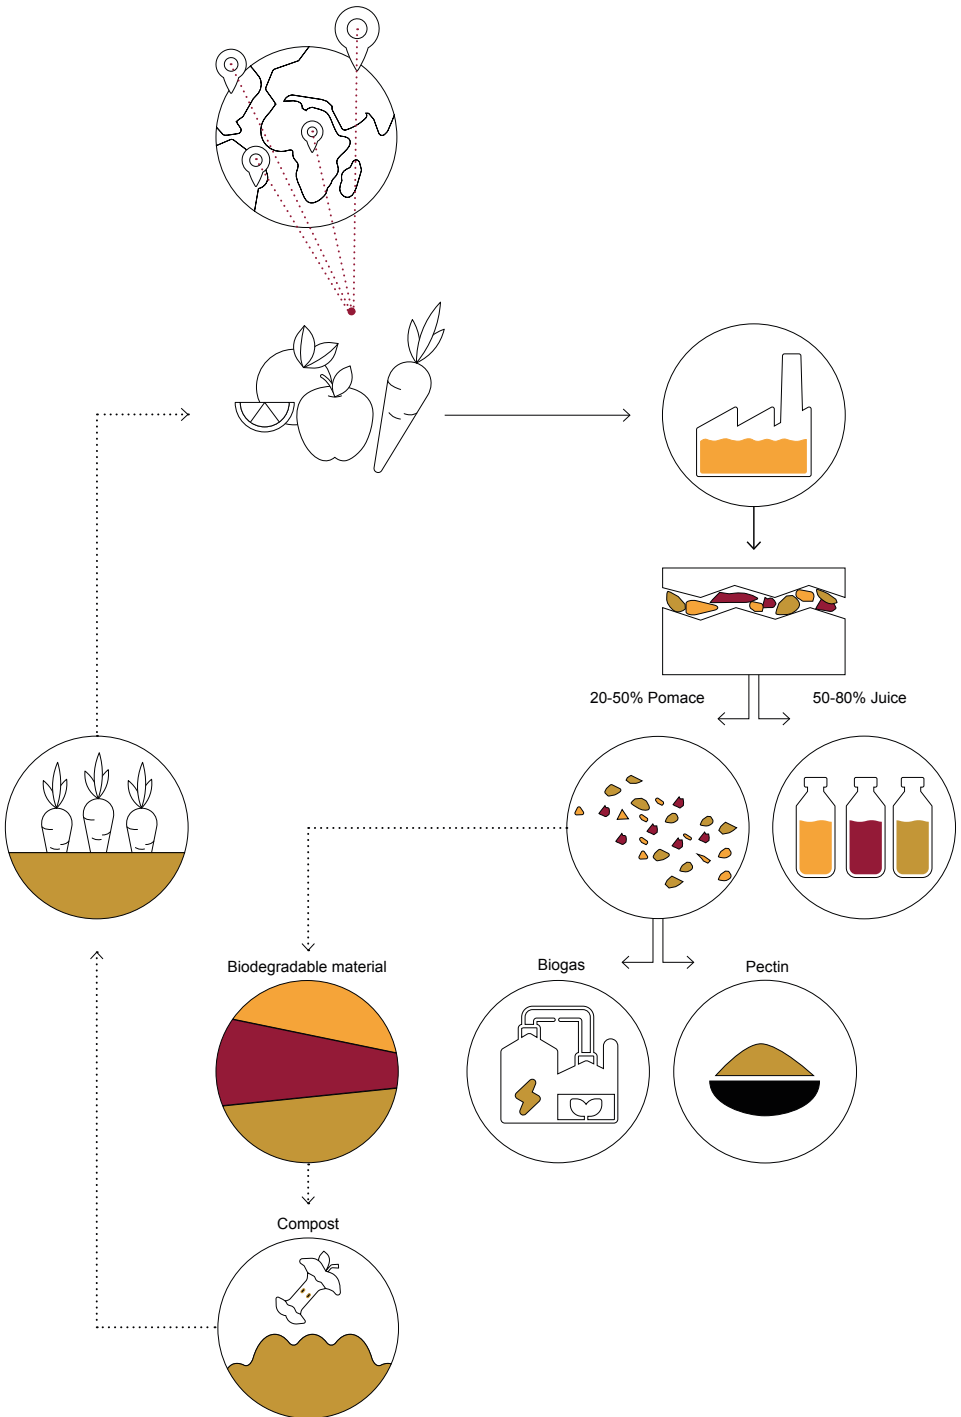 20-50% Pomace
50-80% Juice
Biodegradable material
Biogas
Pectin
Compost